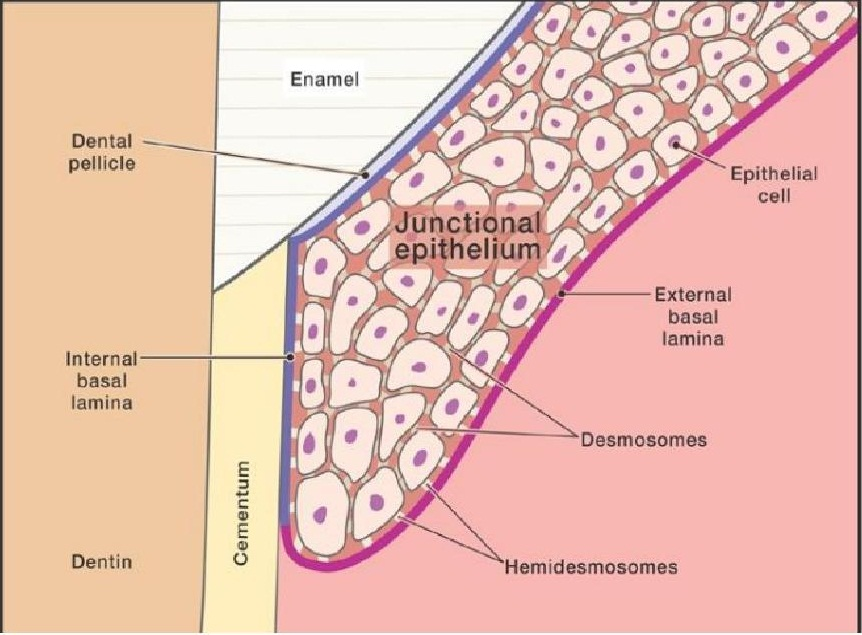 Enamel
Dental
pellicle
Epithelial
cell
Junctional
epithelium
External
basal
lamina
Internal
basal
lamina
Desmosomes
Cementum
Dentin
Hemidesmosomes